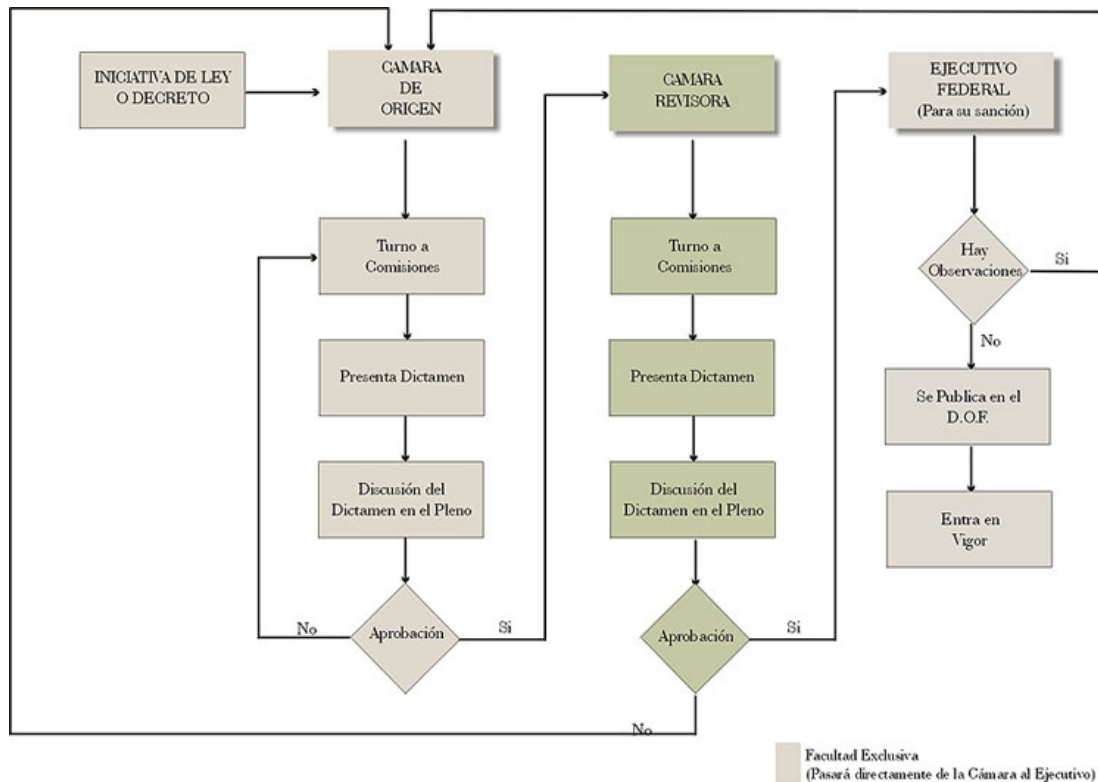 INICIATIVA DE LEY
O DECRETO
CAMARA
DE
ORIGEN
CAMARA
REVISORA
EJECUTIVO
FEDERAL
(Para su sanción)
Turno a
Comisiones
Turno a
Comisiones
Hay
Observaciones
Si
No
Presenta Dictamen
Presenta Dictamen
Se Publica en el
D.O.F.
Discusión del
Dictamen en el Pleno
Discusión del
Dictamen en el Pleno
Entra en
Vigor
No
Aprobación
Si
Aprobación
Sí
No
Facultad Exclusiva
(Pasará directamente de la Cámara al Ejecutivo)